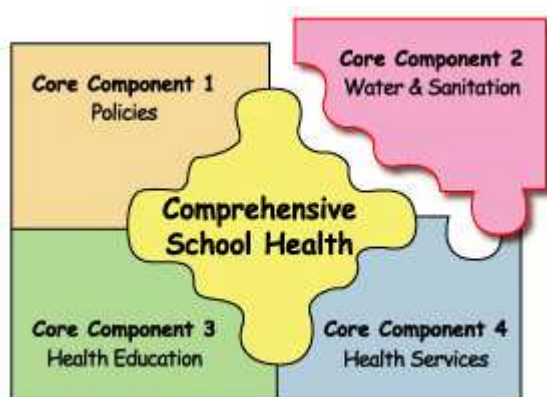 Core Component 1
Policies
Core Component 2
Water & Sanitation
Comprehensive
School Health
Core Component 3
Health Education
Core Component 4
Health Services